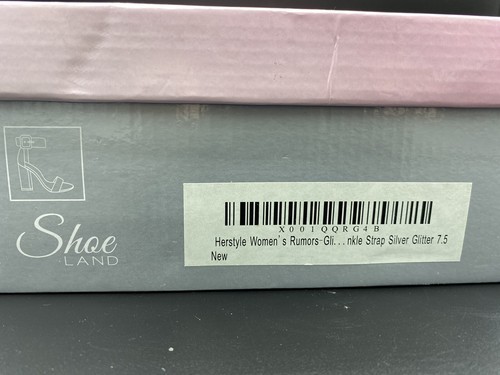 Shoe
LAND
X001QQRG4B
Herstyle Women's Rumors-Gli...nkle Strap Silver Glitter 7.5
New